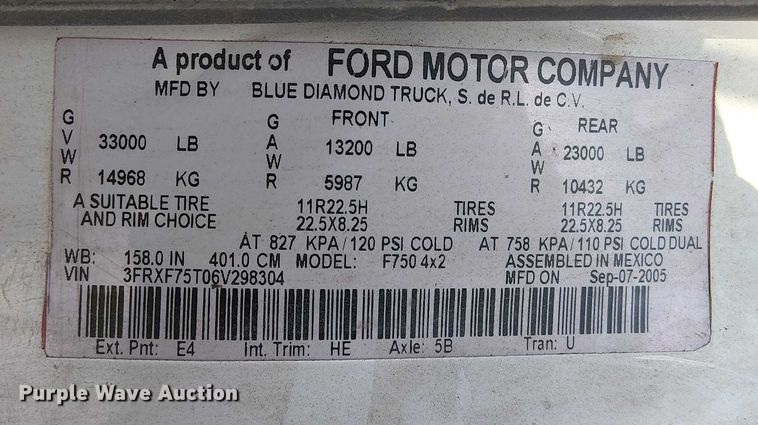 A product of FORD MOTOR COMPANY
MFD BY BLUE DIAMOND TRUCK, S. de R.L. de C.V.
GVWR 33000 LB 14968 KG
GAWR FRONT 13200 LB 5987 KG
GAR REAR 23000 LB 10432 KG
A SUITABLE TIRE 11R22.5H TIRES 11R22.5H TIRES
AND RIM CHOICE 22.5X8.25 RIMS 22.5X8.25 RIMS
AT 827 KPA/120 PSI COLD AT 758 KPA/110 PSI COLD DUAL
WB: 158.0 IN 401.0 CM MODEL: F750 4x2 ASSEMBLED IN MEXICO
VIN 3FRXF75T06V298304 MFD ON Sep-07-2005
Ext. Pnt: E4 Int. Trim: HE Axle: 5B Tran: U
Purple Wave Auction